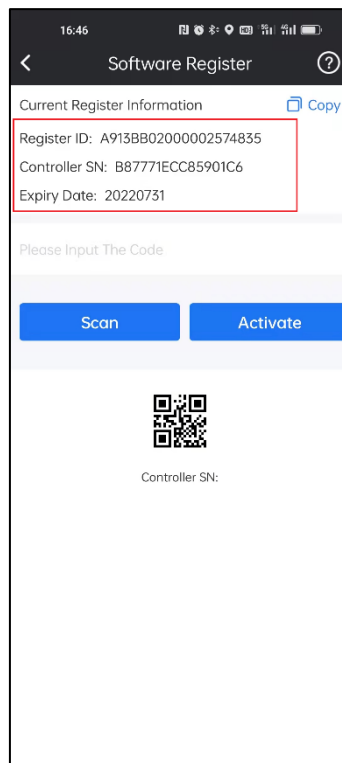 16:46
Software Register
Current Register Information Copy
Register ID: A913BB02000002574835
Controller SN: B87771ECC85901C6
Expiry Date: 20220731
Please Input The Code
Scan Activate
Controller SN: